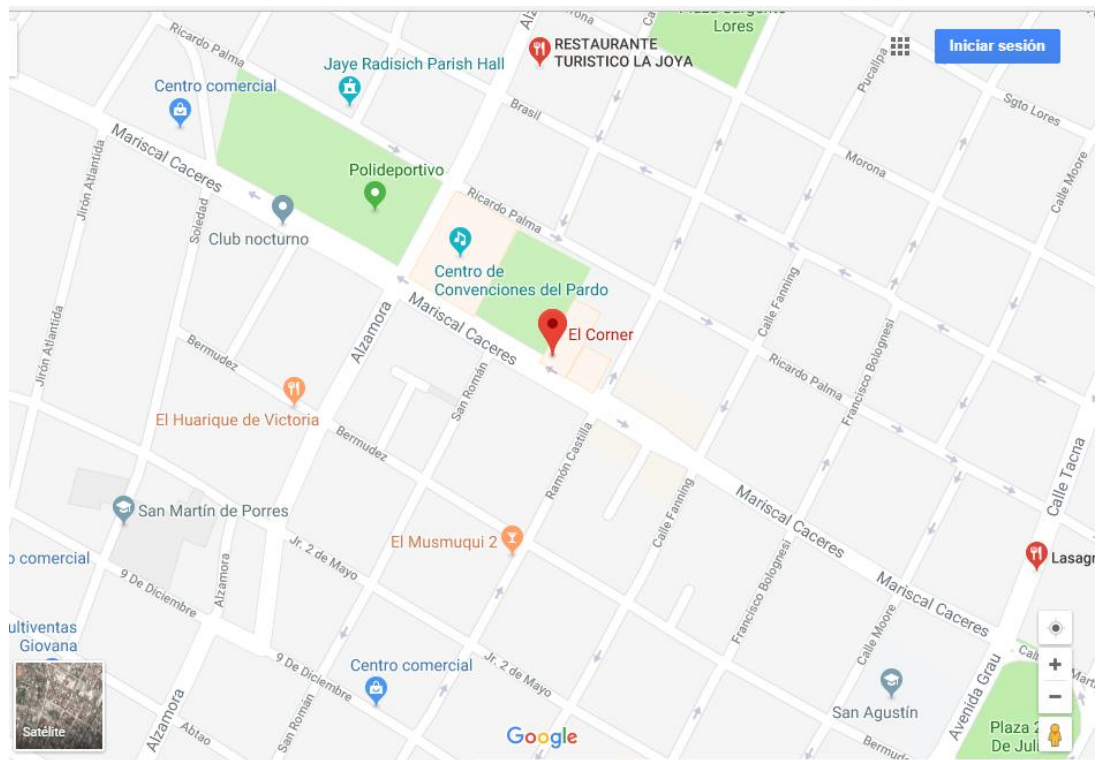 Ricardo Palma
Morona
Lores
RESTAURANTE
TURISTICO LA JOYA
Iniciar sesión
Jaye Radisich Parish Hall
Centro comercial
Brasil
Pucallpa
Sgto Lores
Mariscal Caceres
Jirón Atlantida
Polideportivo
Morona
Calle Moore
Soledad
Ricardo Palma
Club nocturno
Centro de
Convenciones del Pardo
Mariscal Caceres
Calle Fanning
El Corner
Alzamora
Jirón Atlantida
Bermudez
San Román
Ricardo Palma
Francisco Bolognesi
El Huarique de Victoria
Bermudez
Ramón Castilla
Calle Tacna
San Martín de Porres
Calle Fanning
Mariscal Caceres
El Musmuqui 2
Jr. 2 de Mayo
o comercial
Lasagn
9 De Diciembre
Alzamora
Francisco Bolognesi
Mariscal Caceres
Calle Moore
ultiventas
Giovana
9 De Diciembre
Centro comercial
Jr. 2 de Mayo
San Agustín
Avenida Grau
Alzamora
Abtao
San Román
Satélite
Google
Plaza 2
De Juli
Bermude